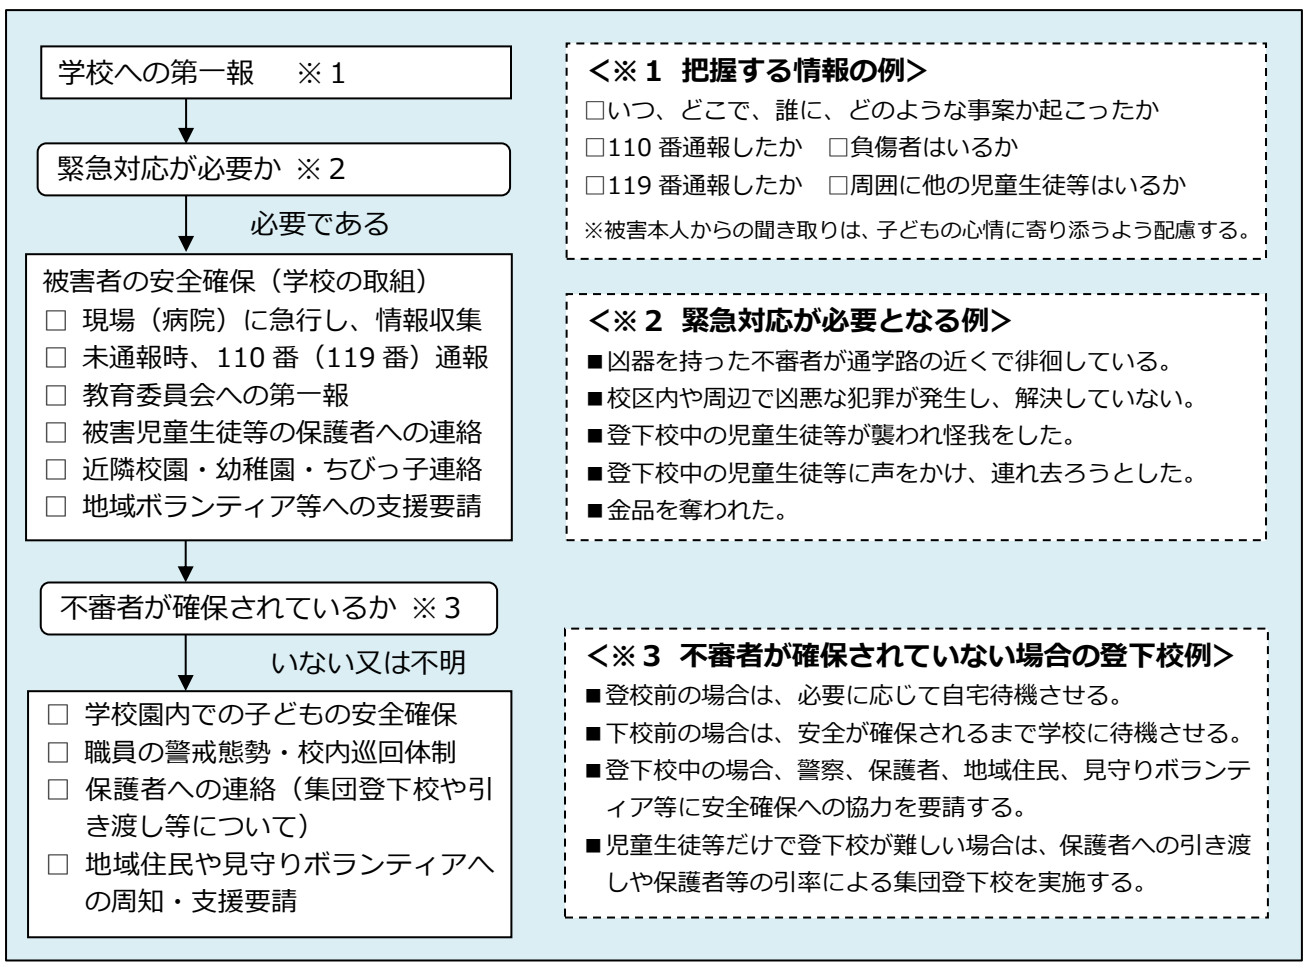 学校への第一報　※１
緊急対応が必要か ※２
必要である
被害者の安全確保（学校の取組）
□ 現場（病院）に急行し、情報収集
□ 未通報時、110 番（119 番）通報
□ 教育委員会への第一報
□ 被害児童生徒等の保護者への連絡
□ 近隣校園・幼稚園・ちびっ子連絡
□ 地域ボランティア等への支援要請
不審者が確保されているか ※３
いない又は不明
□ 学校園内での子どもの安全確保
□ 職員の警戒態勢・校内巡回体制
□ 保護者への連絡（集団登下校や引
き渡し等について）
□ 地域住民や見守りボランティアへ
の周知・支援要請
＜※１ 把握する情報の例＞
□いつ、どこで、誰に、どのような事案か起こったか
□110 番通報したか　□負傷者はいるか
□119 番通報したか　□周囲に他の児童生徒等はいるか
※被害本人からの聞き取りは、子どもの心情に寄り添うよう配慮する。
＜※２ 緊急対応が必要となる例＞
■凶器を持った不審者が通学路の近くで徘徊している。
■校区内や周辺で凶悪な犯罪が発生し、解決していない。
■登下校中の児童生徒等が襲われ怪我をした。
■登下校中の児童生徒等に声をかけ、連れ去ろうとした。
■金品を奪われた。
＜※３ 不審者が確保されていない場合の登下校例＞
■登校前の場合は、必要に応じて自宅待機させる。
■下校前の場合は、安全が確保されるまで学校に待機させる。
■登下校中の場合、警察、保護者、地域住民、見守りボランテ
ィア等に安全確保への協力を要請する。
■児童生徒等だけで登下校が難しい場合は、保護者への引き渡
しや保護者等の引率による集団登下校を実施する。